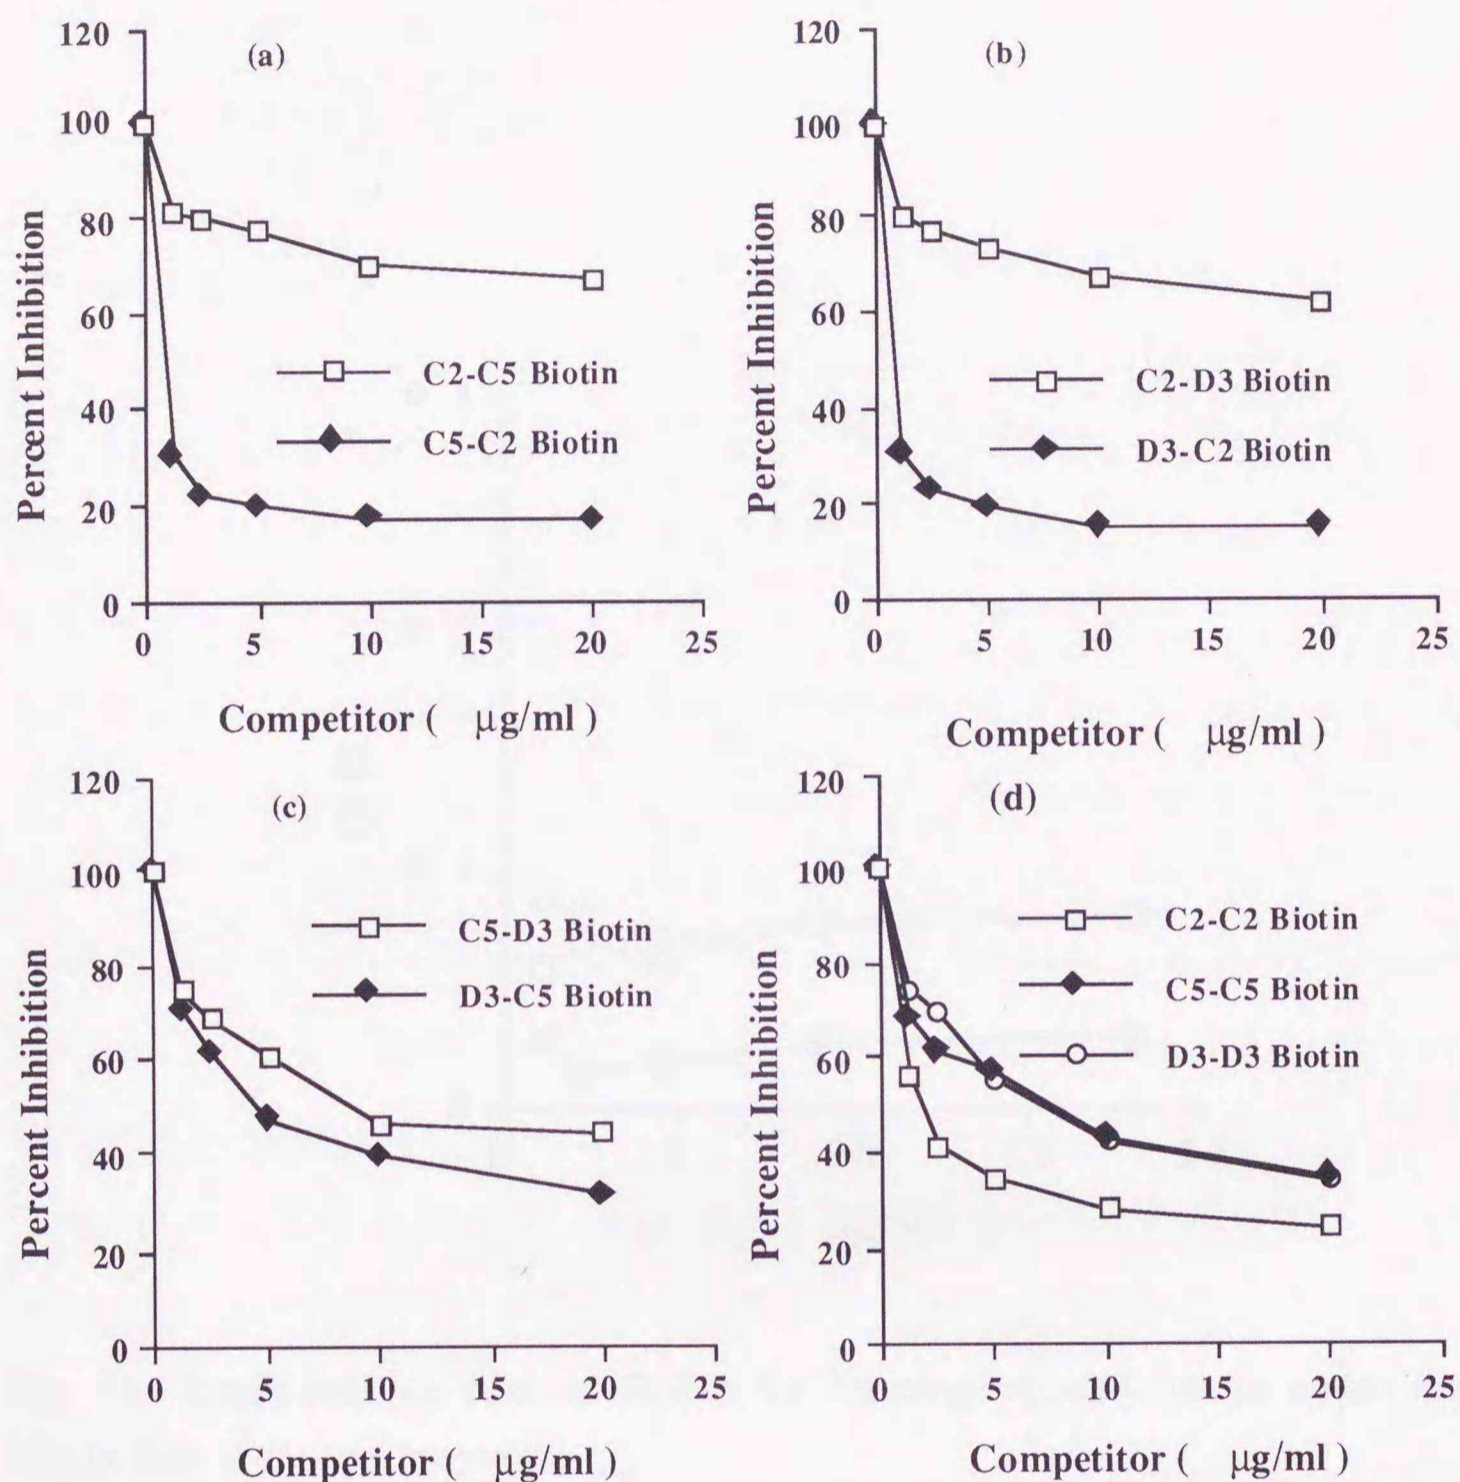 (a)
120
100
80
60
40
20
0
Percent Inhibition
C2-C5 Biotin
C5-C2 Biotin
0 5 10 15 20 25
Competitor ( μg/ml )
(b)
120
100
80
60
40
20
0
Percent Inhibition
C2-D3 Biotin
D3-C2 Biotin
0 5 10 15 20 25
Competitor ( μg/ml )
(c)
120
100
80
60
40
20
0
Percent Inhibition
C5-D3 Biotin
D3-C5 Biotin
0 5 10 15 20 25
Competitor ( μg/ml )
(d)
120
100
80
60
40
20
0
Percent Inhibition
C2-C2 Biotin
C5-C5 Biotin
D3-D3 Biotin
0 5 10 15 20 25
Competitor ( μg/ml )